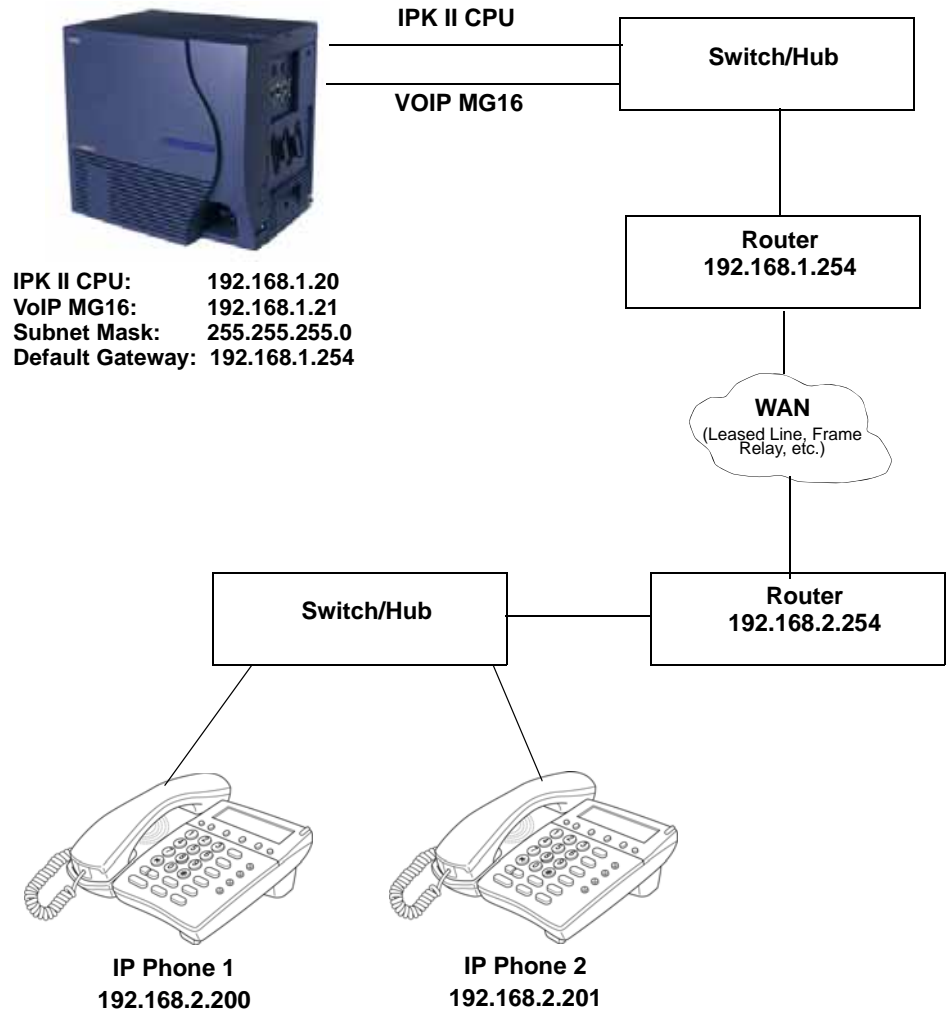 IPK II CPU
Switch/Hub
VOIP MG16
Router
192.168.1.254
IPK II CPU: 192.168.1.20
VoIP MG16: 192.168.1.21
Subnet Mask: 255.255.255.0
Default Gateway: 192.168.1.254
WAN
(Leased Line, Frame
Relay, etc.)
Switch/Hub
Router
192.168.2.254
IP Phone 1
192.168.2.200
IP Phone 2
192.168.2.201